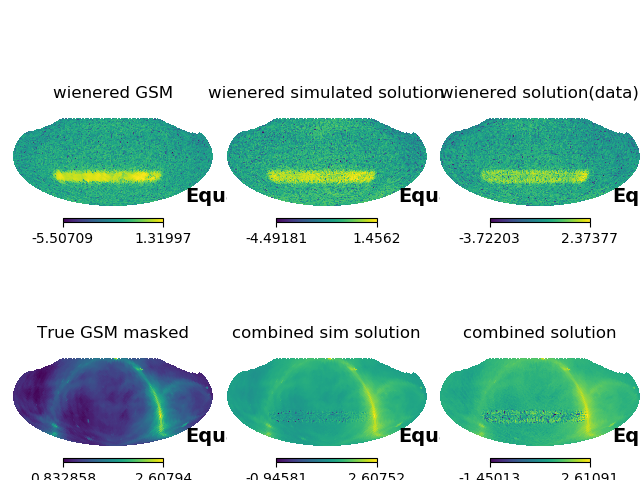 wienered GSM
wienered simulated solution
wienered solution(data)
Equ
Equ
Eq
-5.50709 1.31997
-4.49181 1.4562
-3.72203 2.37377
True GSM masked
combined sim solution
combined solution
Equ
Equ
Eq
0.832858 2.60794
-0.94581 2.60752
-1.45013 2.61091